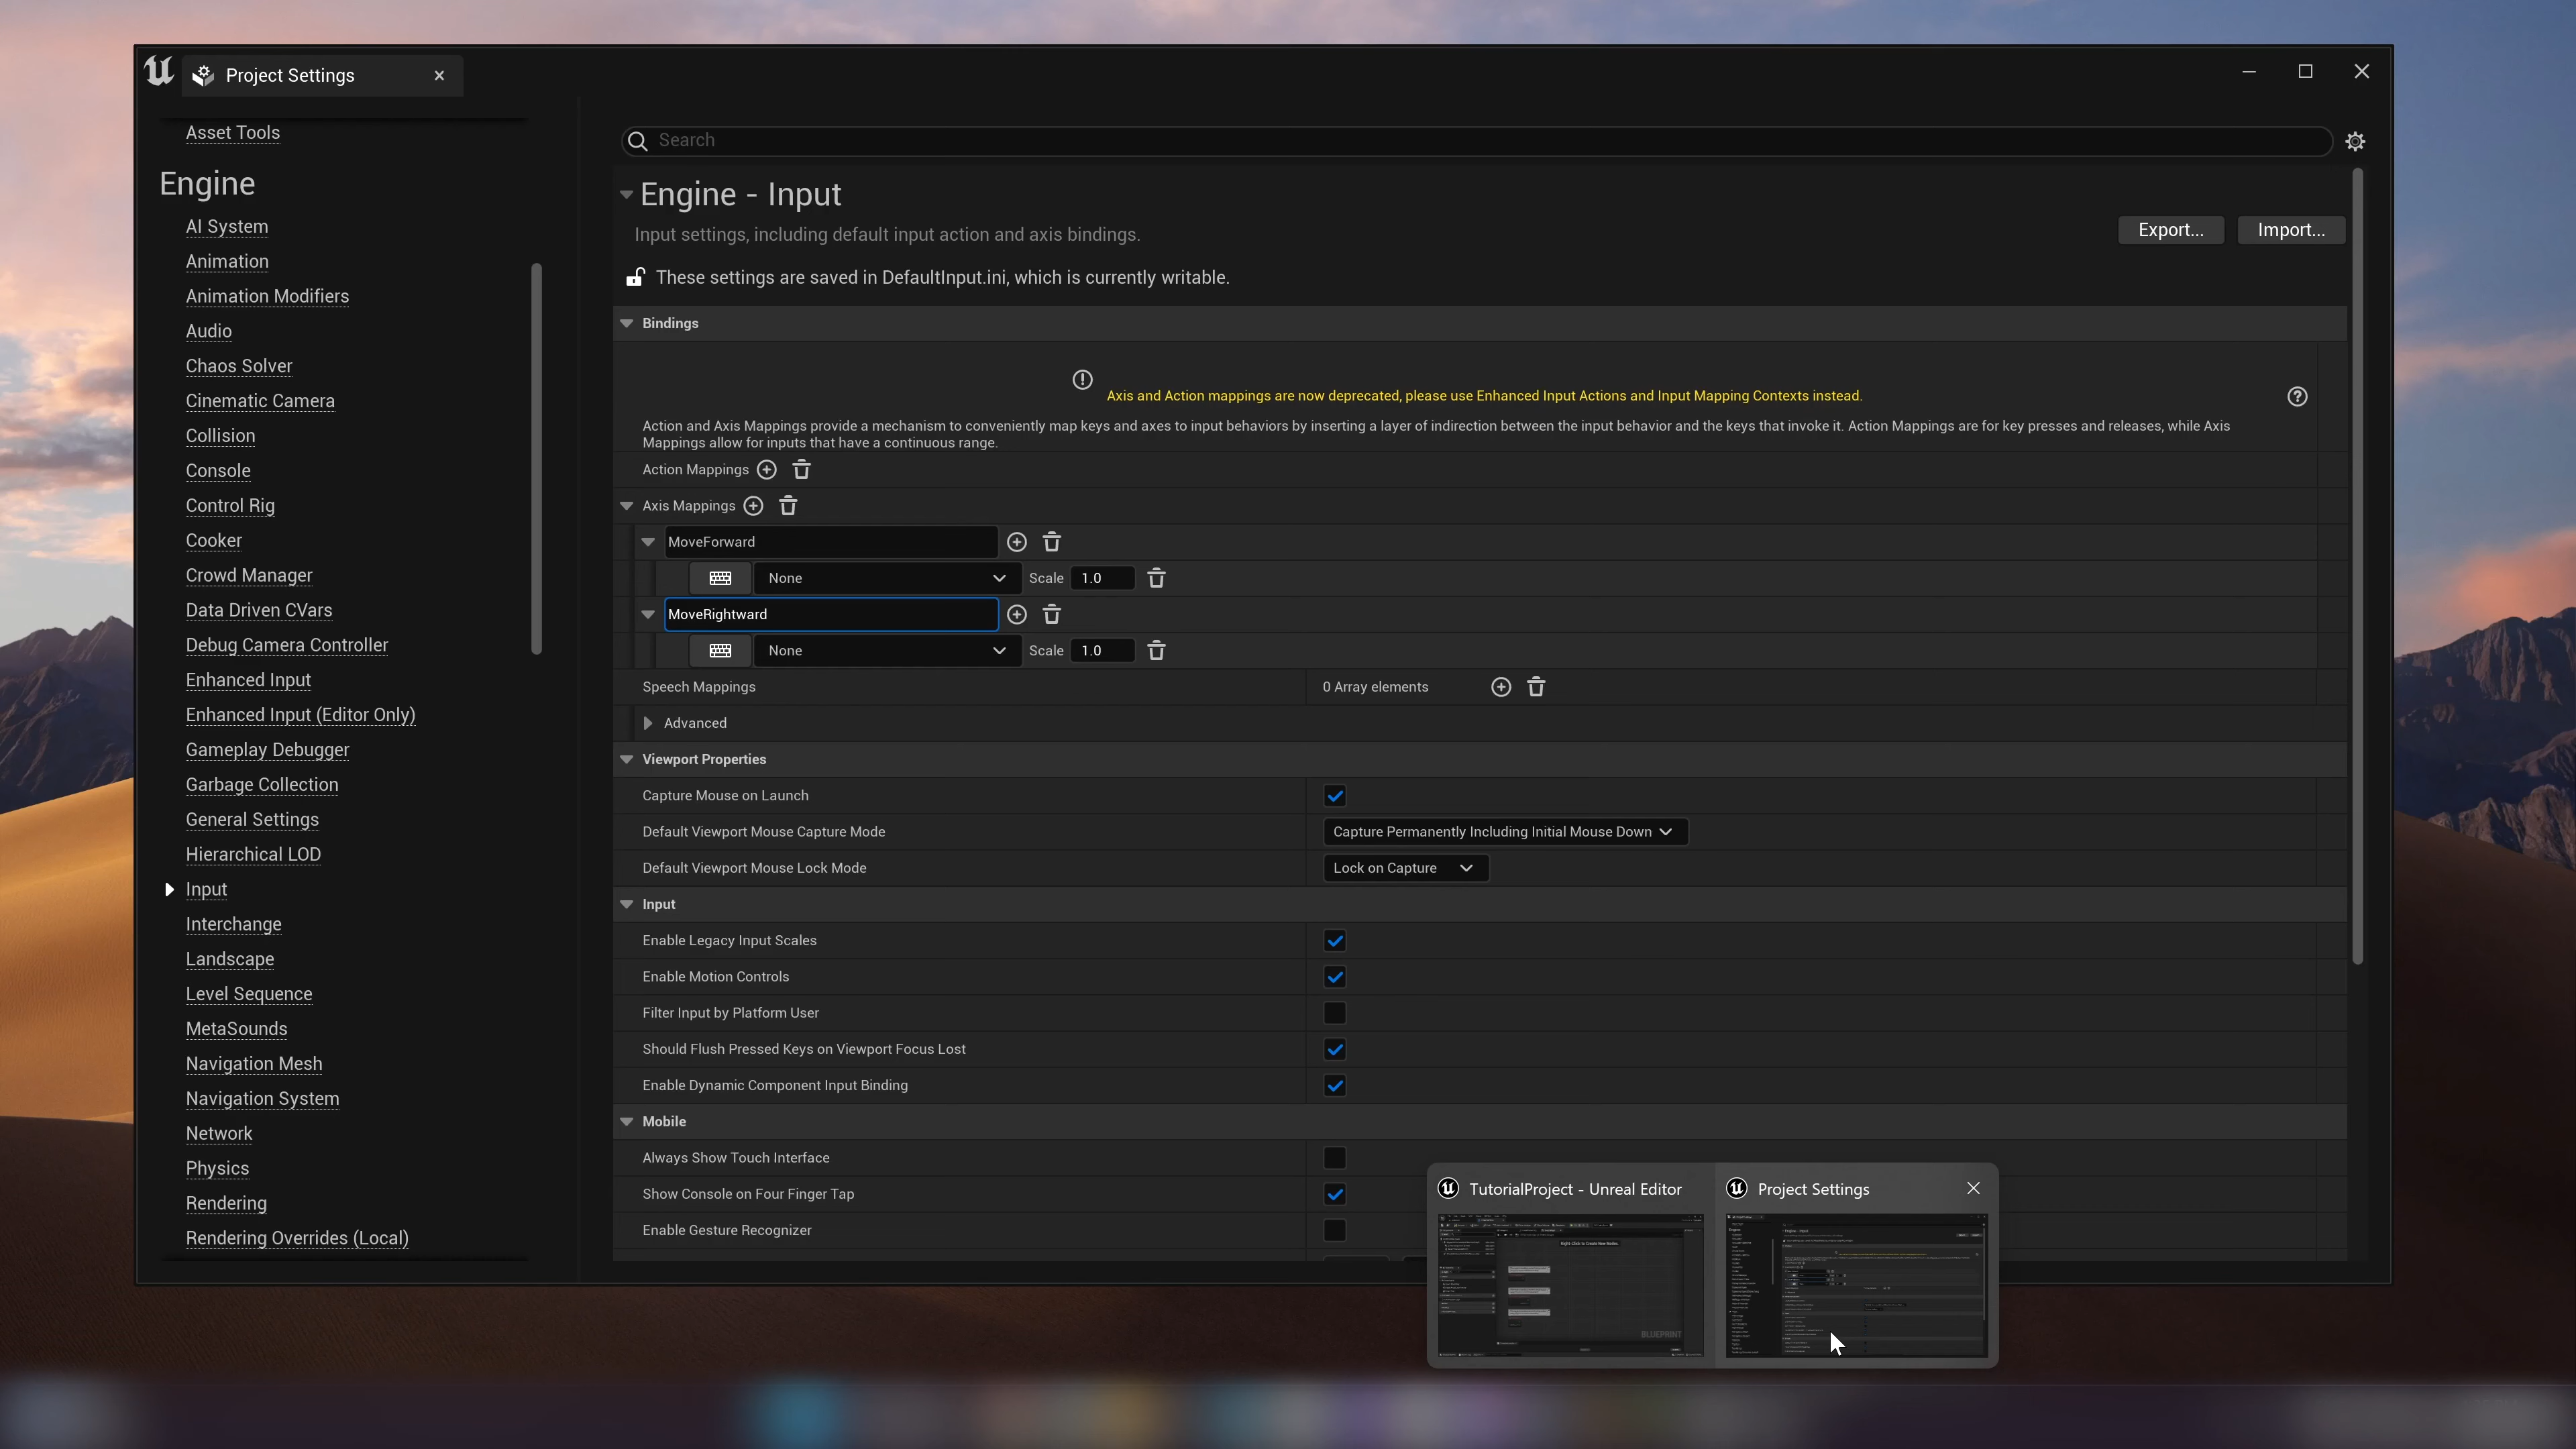 Project Settings
Asset Tools
Engine
AI System
Animation
Animation Modifiers
Audio
Chaos Solver
Cinematic Camera
Collision
Console
Control Rig
Cooker
Crowd Manager
Data Driven CVars
Debug Camera Controller
Enhanced Input
Enhanced Input (Editor Only)
Gameplay Debugger
Garbage Collection
General Settings
Hierarchical LOD
Input
Interchange
Landscape
Level Sequence
MetaSounds
Navigation Mesh
Navigation System
Network
Physics
Rendering
Rendering Overrides (Local)
Search
Engine - Input
Input settings, including default input action and axis bindings.
Export...
Import...
These settings are saved in DefaultInput.ini, which is currently writable.
Bindings
Axis and Action mappings are now deprecated, please use Enhanced Input Actions and Input Mapping Contexts instead.
Action and Axis Mappings provide a mechanism to conveniently map keys and axes to input behaviors by inserting a layer of indirection between the input behavior and the keys that invoke it. Action Mappings are for key presses and releases, while Axis
Mappings allow for inputs that have a continuous range.
Action Mappings
Axis Mappings
MoveForward
None Scale 1.0
MoveRightward
None Scale 1.0
Speech Mappings 0 Array elements
Advanced
Viewport Properties
Capture Mouse on Launch
Default Viewport Mouse Capture Mode Capture Permanently Including Initial Mouse Down
Default Viewport Mouse Lock Mode Lock on Capture
Input
Enable Legacy Input Scales
Enable Motion Controls
Filter Input by Platform User
Should Flush Pressed Keys on Viewport Focus Lost
Enable Dynamic Component Input Binding
Mobile
Always Show Touch Interface
Show Console on Four Finger Tap
Enable Gesture Recognizer
TutorialProject - Unreal Editor
Project Settings
Right-Click to Create New Nodes.
BLUEPRINT